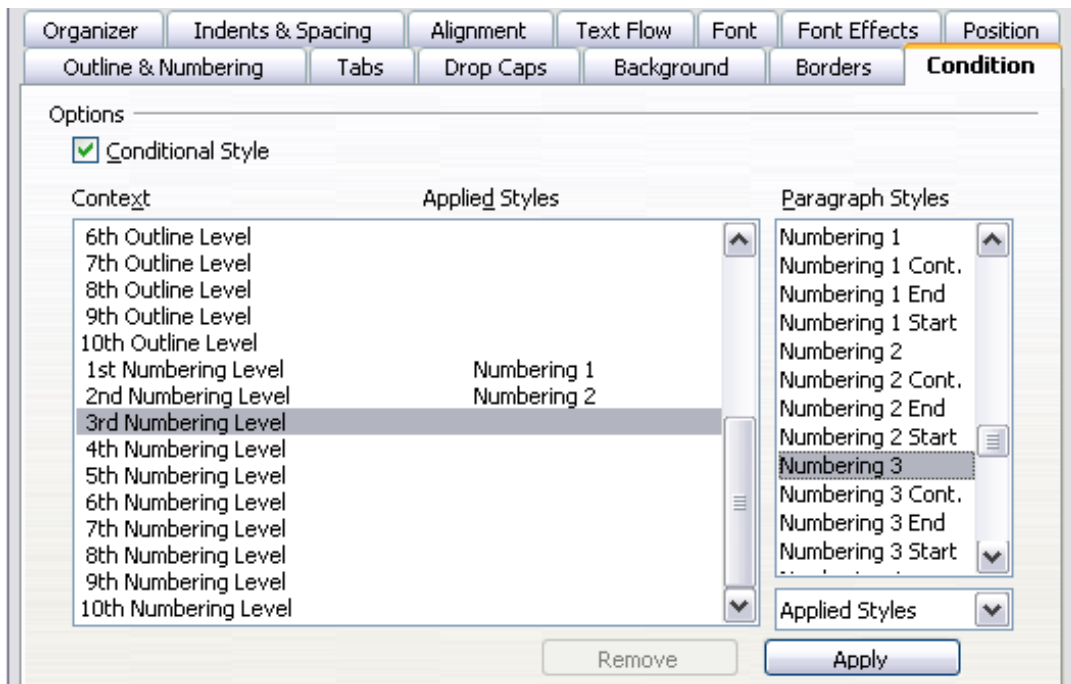 Organizer Indents & Spacing Alignment Text Flow Font Font Effects Position
Outline & Numbering Tabs Drop Caps Background Borders Condition
Options
Conditional Style
Context Applied Styles Paragraph Styles
6th Outline Level
7th Outline Level
8th Outline Level
9th Outline Level
10th Outline Level
1st Numbering Level Numbering 1
2nd Numbering Level Numbering 2
3rd Numbering Level
4th Numbering Level
5th Numbering Level
6th Numbering Level
7th Numbering Level
8th Numbering Level
9th Numbering Level
10th Numbering Level
Numbering 1
Numbering 1 Cont.
Numbering 1 End
Numbering 1 Start
Numbering 2
Numbering 2 Cont.
Numbering 2 End
Numbering 2 Start
Numbering 3
Numbering 3 Cont.
Numbering 3 End
Numbering 3 Start
Applied Styles
Remove Apply